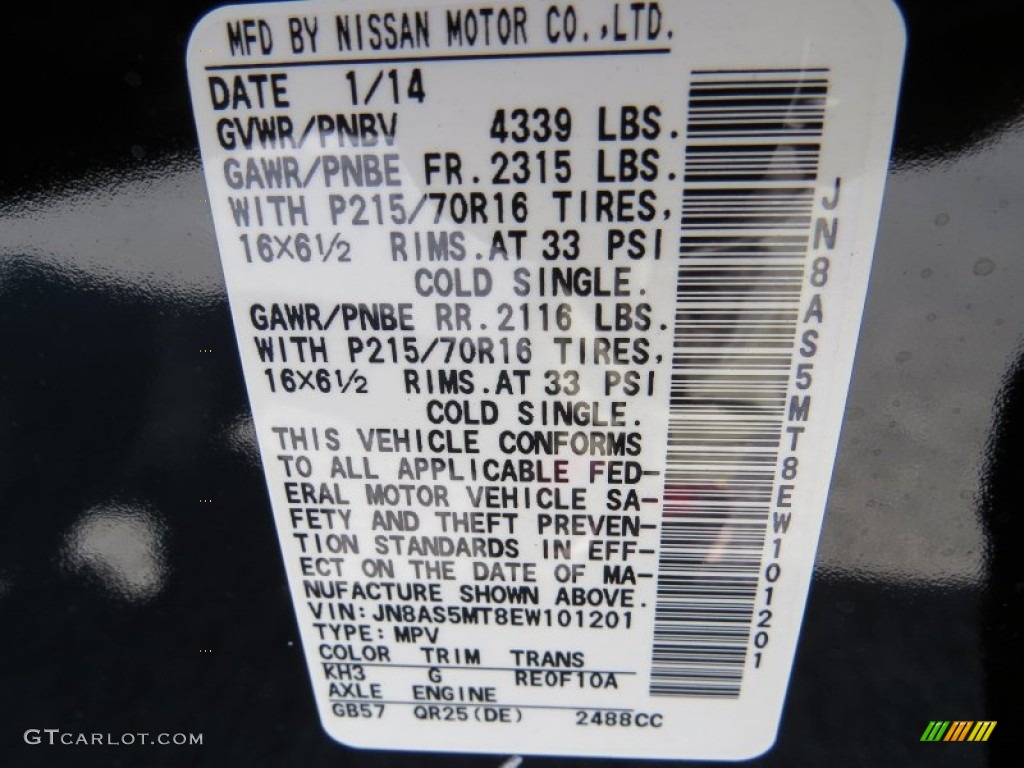 MFD BY NISSAN MOTOR CO.,LTD.
DATE 1/14
GVWR/PNBV 4339 LBS.
GAWR/PNBE FR. 2315 LBS.
WITH P215/70R16 TIRES,
16X6½ RIMS.AT 33 PSI
COLD SINGLE.
GAWR/PNBE RR. 2116 LBS.
WITH P215/70R16 TIRES,
16X6½ RIMS.AT 33 PSI
COLD SINGLE.
THIS VEHICLE CONFORMS
TO ALL APPLICABLE FED-
ERAL MOTOR VEHICLE SA-
FETY AND THEFT PREVEN-
TION STANDARDS IN EFF-
ECT ON THE DATE OF MA-
NUFACTURE SHOWN ABOVE.
VIN:JN8AS5MT8EW101201
TYPE:MPV
COLOR TRIM TRANS
KH3 G RE0F10A
AXLE ENGINE
GB57 QR25(DE) 2488CC
JN8AS5MT8EW101201
GTCARLOT.COM